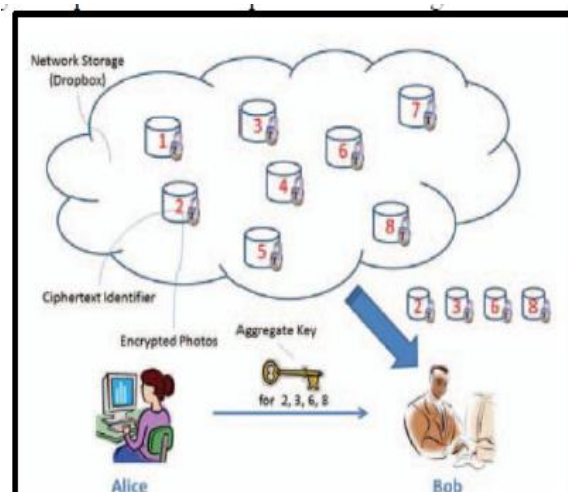 Network Storage
(Dropbox)
7
3
1
6
4
2
8
5
Ciphertext Identifier
2 3 6 8
Encrypted Photos
Aggregate Key
for 2, 3, 6, 8
Alice
Bob